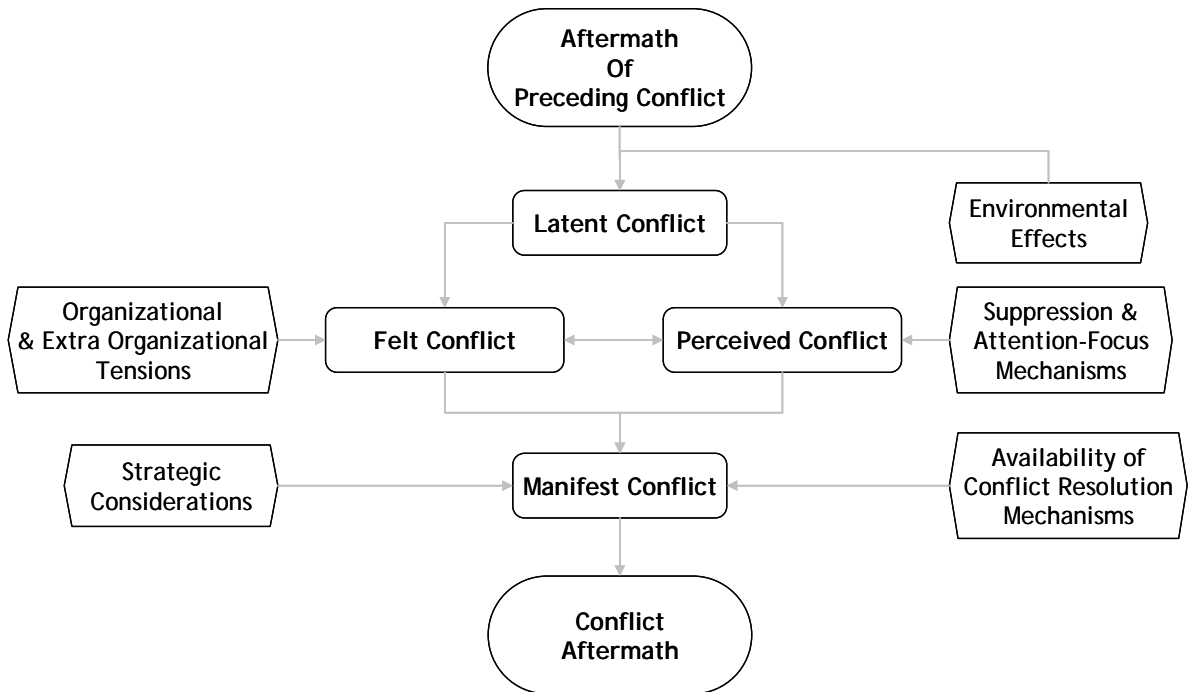 Aftermath
Of
Preceding Conflict
Latent Conflict
Environmental
Effects
Organizational
& Extra Organizational
Tensions
Felt Conflict
Perceived Conflict
Suppression &
Attention-Focus
Mechanisms
Strategic
Considerations
Manifest Conflict
Availability of
Conflict Resolution
Mechanisms
Conflict
Aftermath